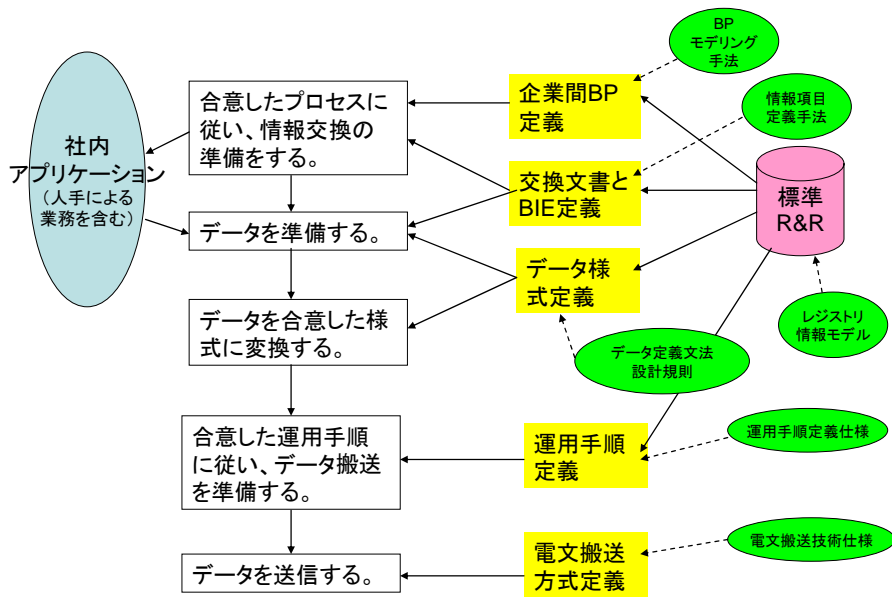 社内
アプリケーション
（人手による
業務を含む）
合意したプロセスに
従い、情報交換の
準備をする。
データを準備する。
データを合意した様
式に変換する。
合意した運用手順
に従い、データ搬送
を準備する。
データを送信する。
企業間BP
定義
交換文書と
BIE定義
データ様
式定義
運用手順
定義
電文搬送
方式定義
BP
モデリング
手法
情報項目
定義手法
標準
R&R
レジストリ
情報モデル
データ定義文法
設計規則
運用手順定義仕様
電文搬送技術仕様